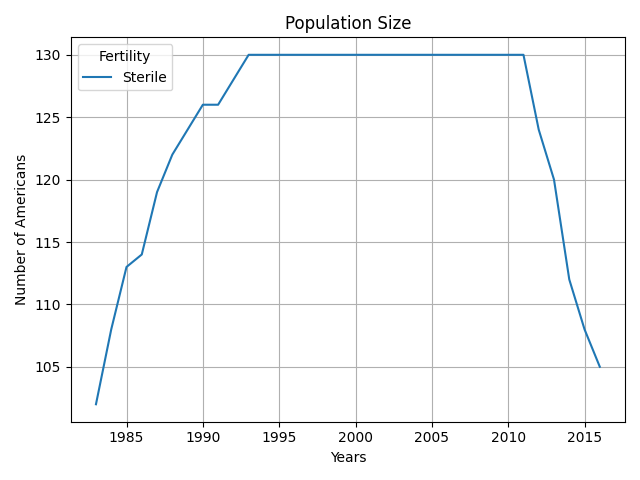 Population Size
Fertility
Sterile
Number of Americans
130
125
120
115
110
105
1985 1990 1995 2000 2005 2010 2015
Years